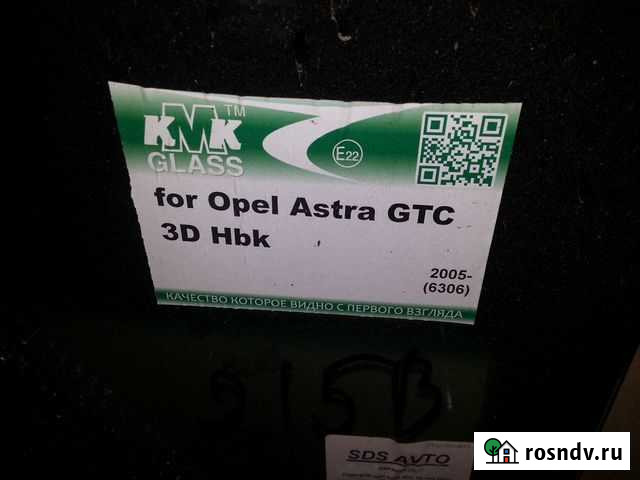 KMK™
GLASS
E22
for Opel Astra GTC
3D Hbk
2005-
(6306)
КАЧЕСТВО КОТОРОЕ ВИДНО С ПЕРВОГО ВЗГЛЯДА
SDS AVTO
rosndv.ru